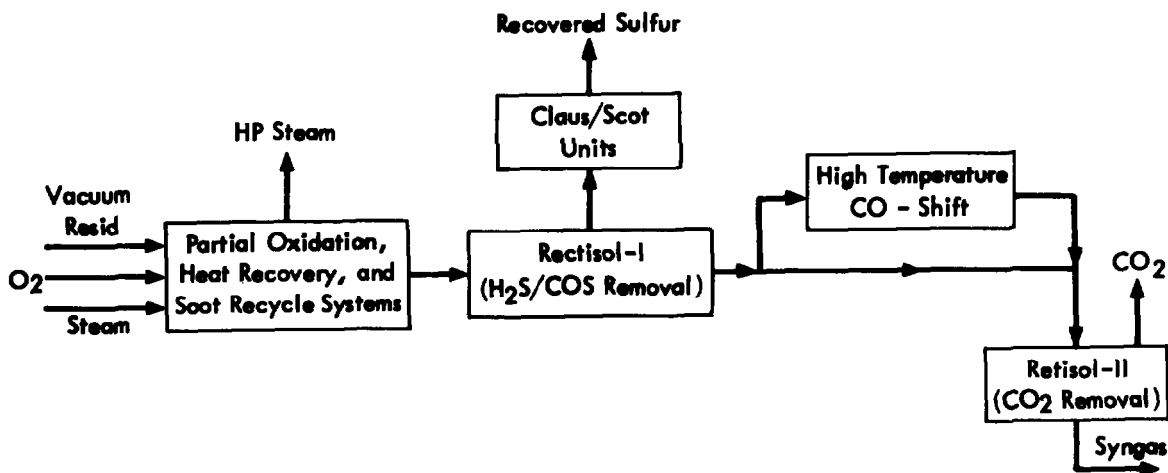 Recovered Sulfur
Claus/Scot
Units
HP Steam
Vacuum
Resid
O2
Steam
Partial Oxidation,
Heat Recovery, and
Soot Recycle Systems
Rectisol-I
(H2S/COS Removal)
High Temperature
CO - Shift
CO2
Retisol-II
(CO2 Removal)
Syngas